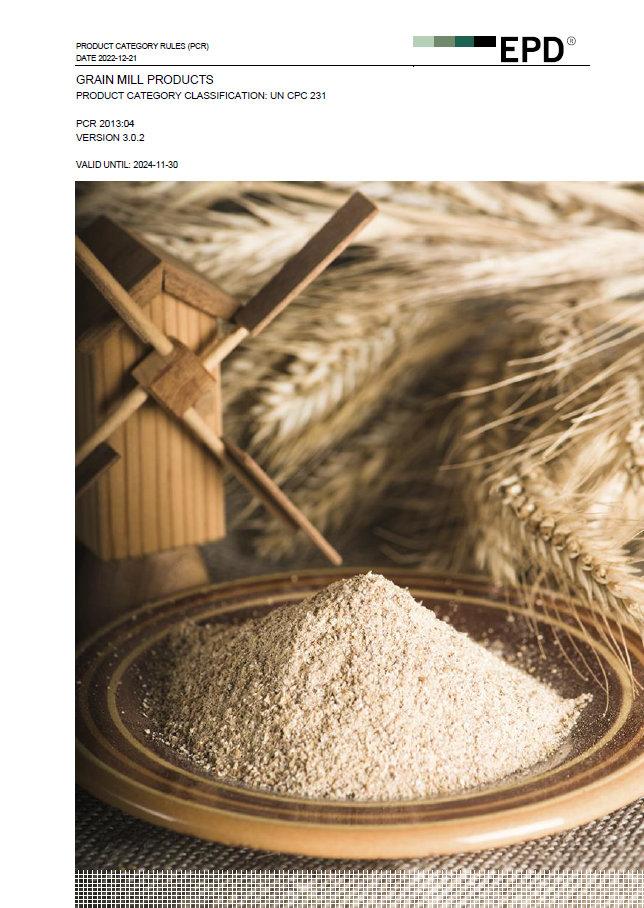 PRODUCT CATEGORY RULES (PCR)
DATE 2022-12-21
EPD®
GRAIN MILL PRODUCTS
PRODUCT CATEGORY CLASSIFICATION: UN CPC 231
PCR 2013:04
VERSION 3.0.2
VALID UNTIL: 2024-11-30